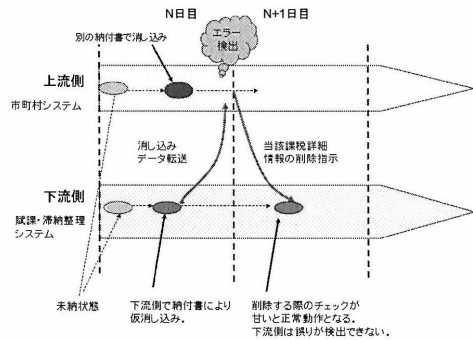 N日目
N+1日目
エラー
検出
別の納付書で消し込み
上流側
市町村システム
消し込み
データ転送
当該課税詳細
情報の削除指示
下流側
賦課・滞納整理
システム
未納状態
下流側で納付書により
仮消し込み。
削除する際のチェックが
甘いと正常動作となる。
下流側は誤りが検出できない。